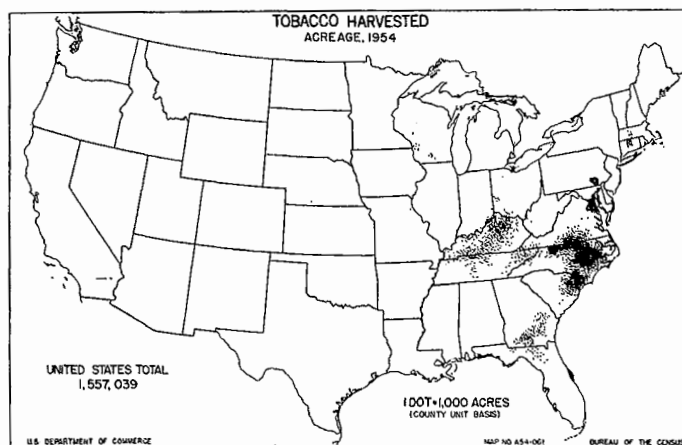 TOBACCO HARVESTED
ACREAGE, 1954
UNITED STATES TOTAL
1,557,039
1 DOT=1,000 ACRES
(COUNTY UNIT BASIS)
U.S. DEPARTMENT OF COMMERCE
MAP NO. A54-061
BUREAU OF THE CENSUS